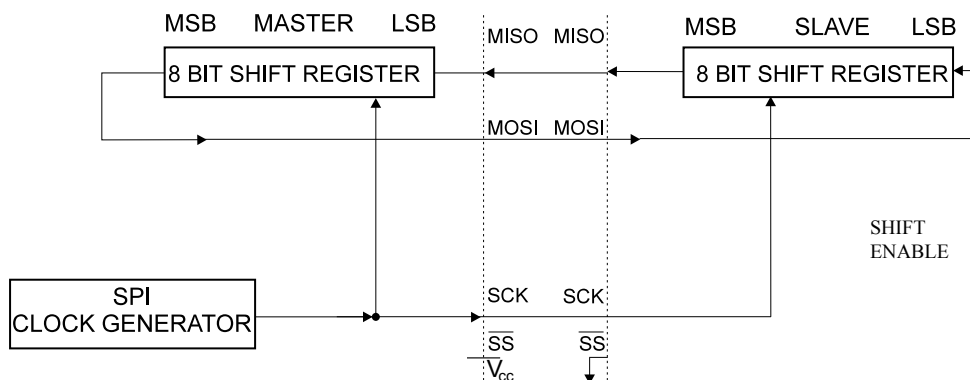 MSB MASTER LSB MISO MISO MSB SLAVE LSB
8 BIT SHIFT REGISTER 8 BIT SHIFT REGISTER
MOSI MOSI
SHIFT
ENABLE
SPI
CLOCK GENERATOR
SCK SCK
SS SS
Vcc